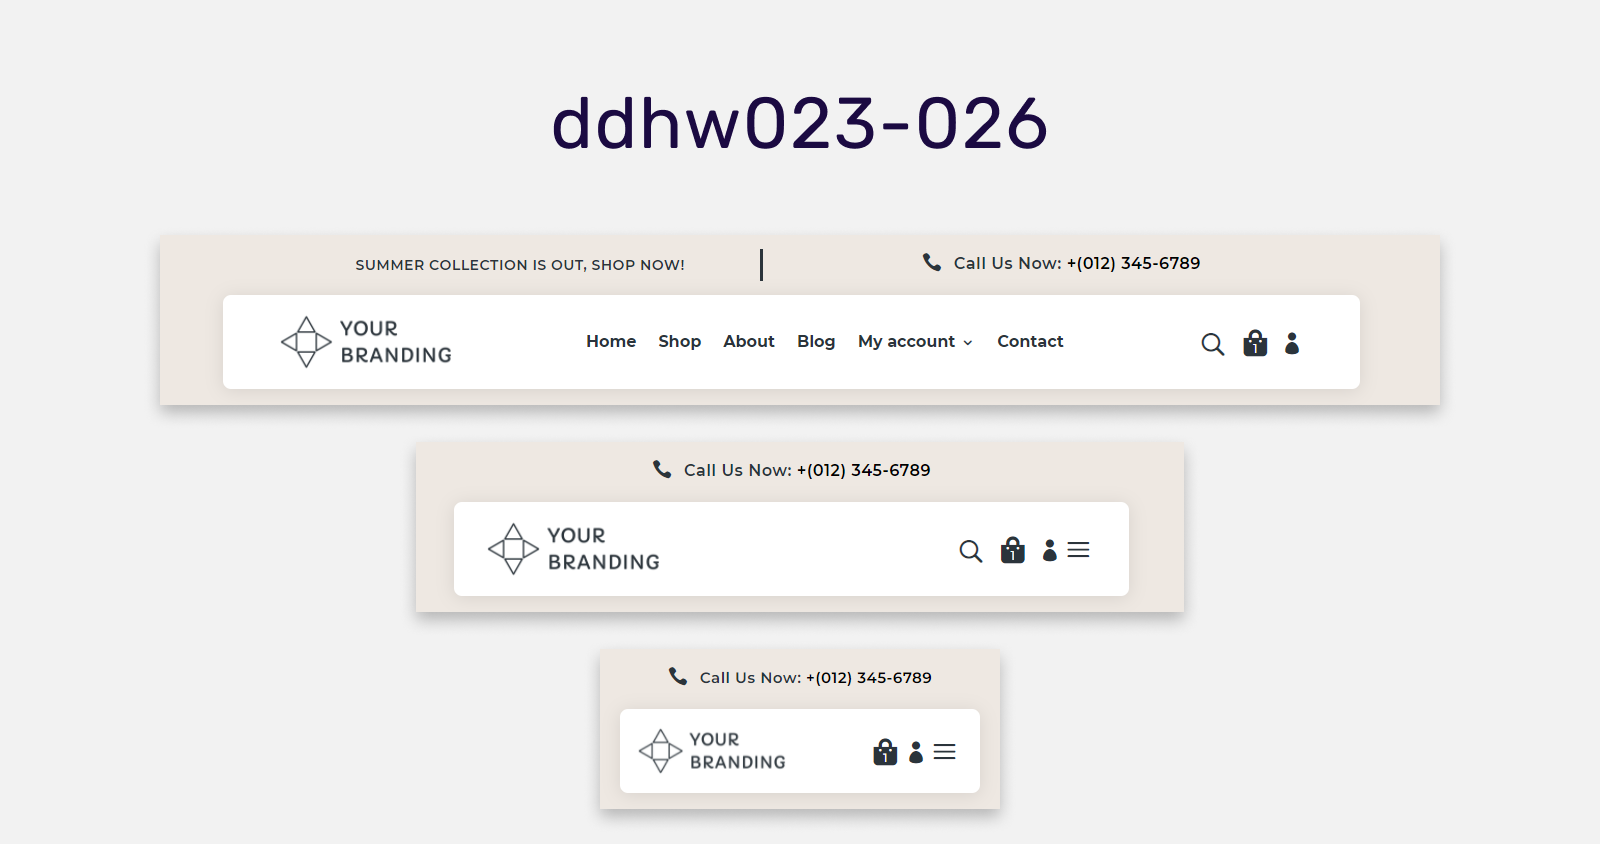 ddhw023-026
SUMMER COLLECTION IS OUT, SHOP NOW!
Call Us Now: +(012) 345-6789
YOUR
BRANDING
Home Shop About Blog My account Contact
1
Call Us Now: +(012) 345-6789
YOUR
BRANDING
1
Call Us Now: +(012) 345-6789
YOUR
BRANDING
1